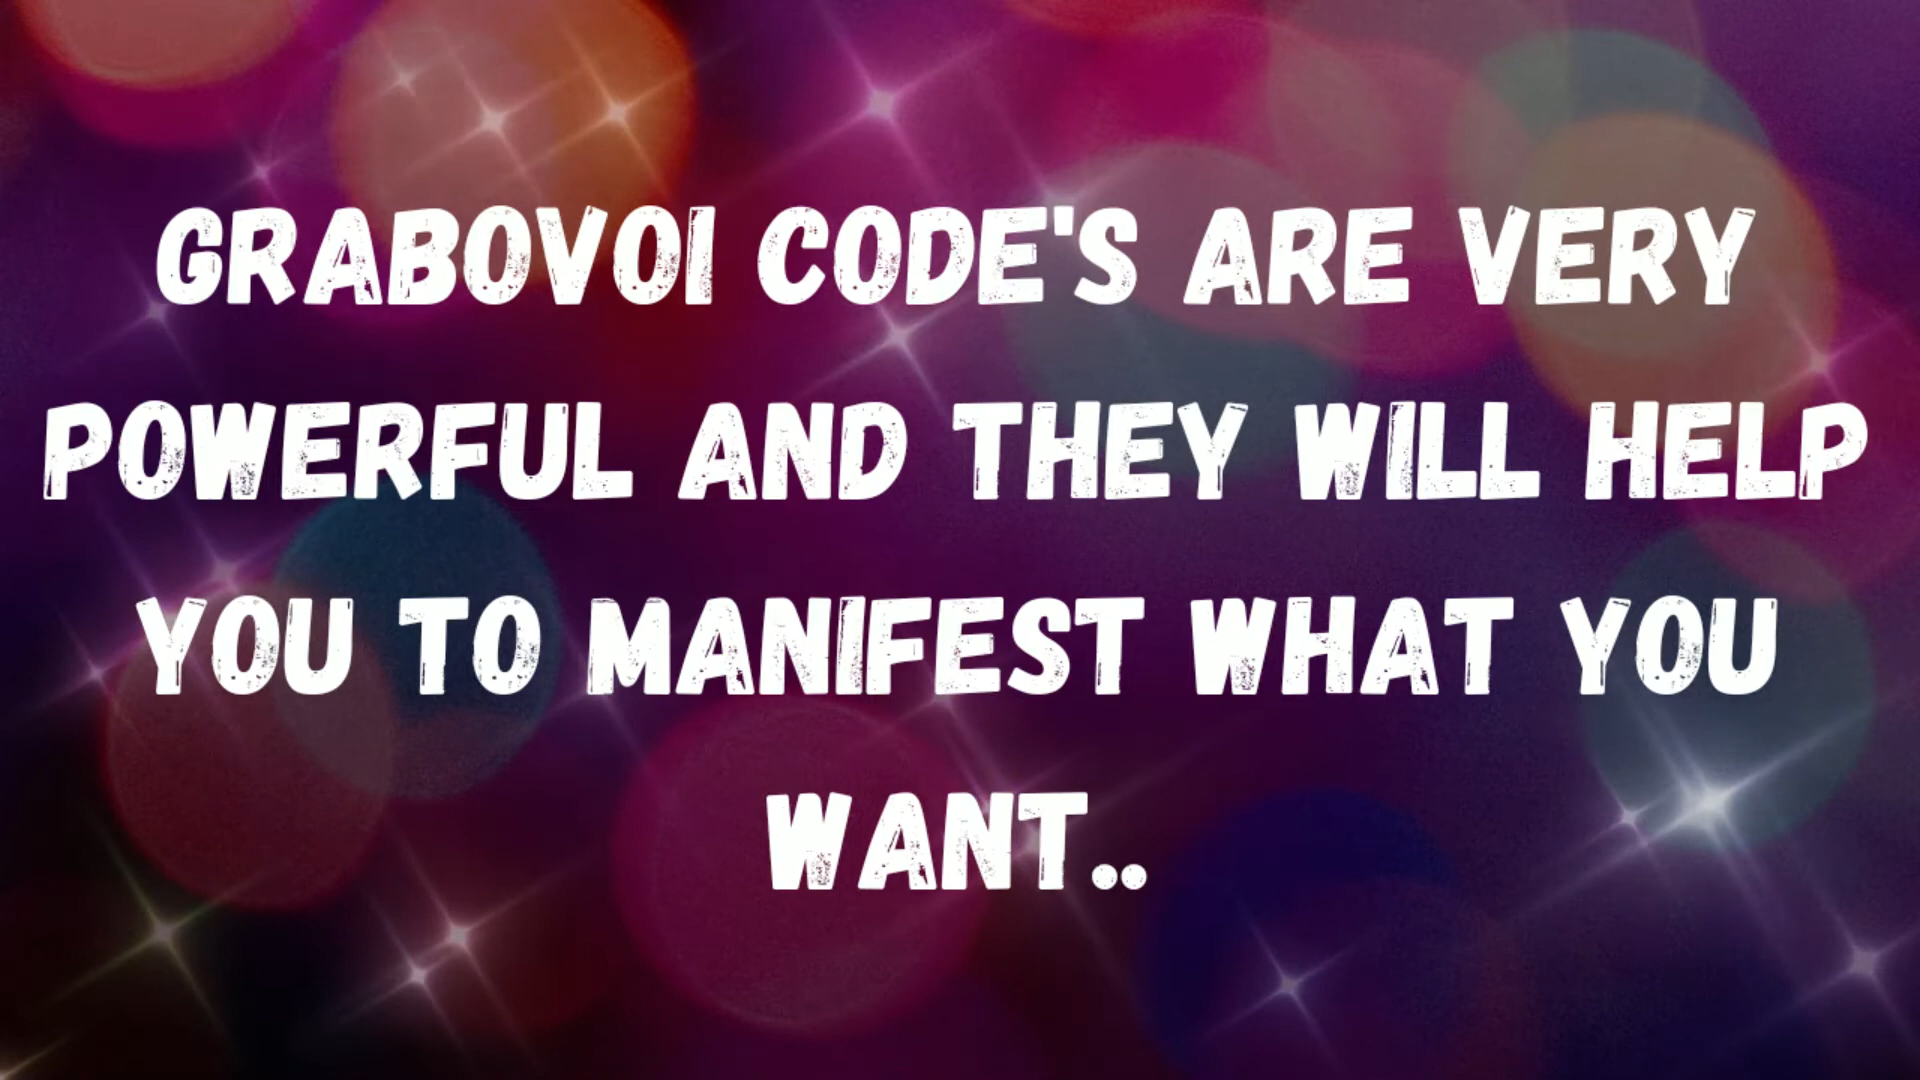 GRABOVOI CODE'S ARE VERY
POWERFUL AND THEY WILL HELP
YOU TO MANIFEST WHAT YOU
WANT..